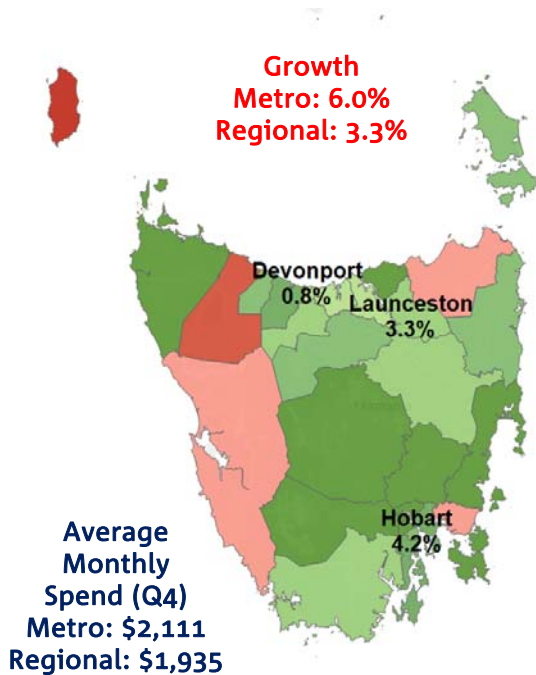 Growth
Metro: 6.0%
Regional: 3.3%
Devonport
0.8%
Launceston
3.3%
Hobart
4.2%
Average
Monthly
Spend (Q4)
Metro: $2,111
Regional: $1,935